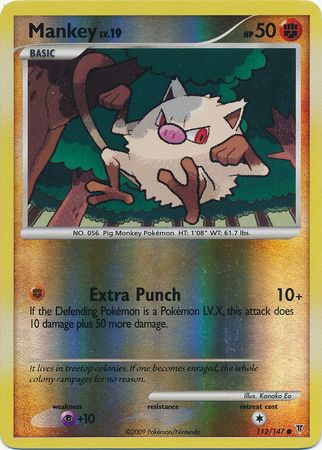 Mankey LV.19 HP 50
BASIC
NO. 056 Pig Monkey Pokémon HT: 1'08" WT: 61.7 lbs.
Extra Punch 10+
If the Defending Pokémon is a Pokémon LV.X, this attack does
10 damage plus 50 more damage.
It lives in treetop colonies. If one becomes enraged, the whole
colony rampages for no reason.
Illus. Kanako Eo
weakness resistance retreat cost
+10
©2009 Pokémon/Nintendo 112/147